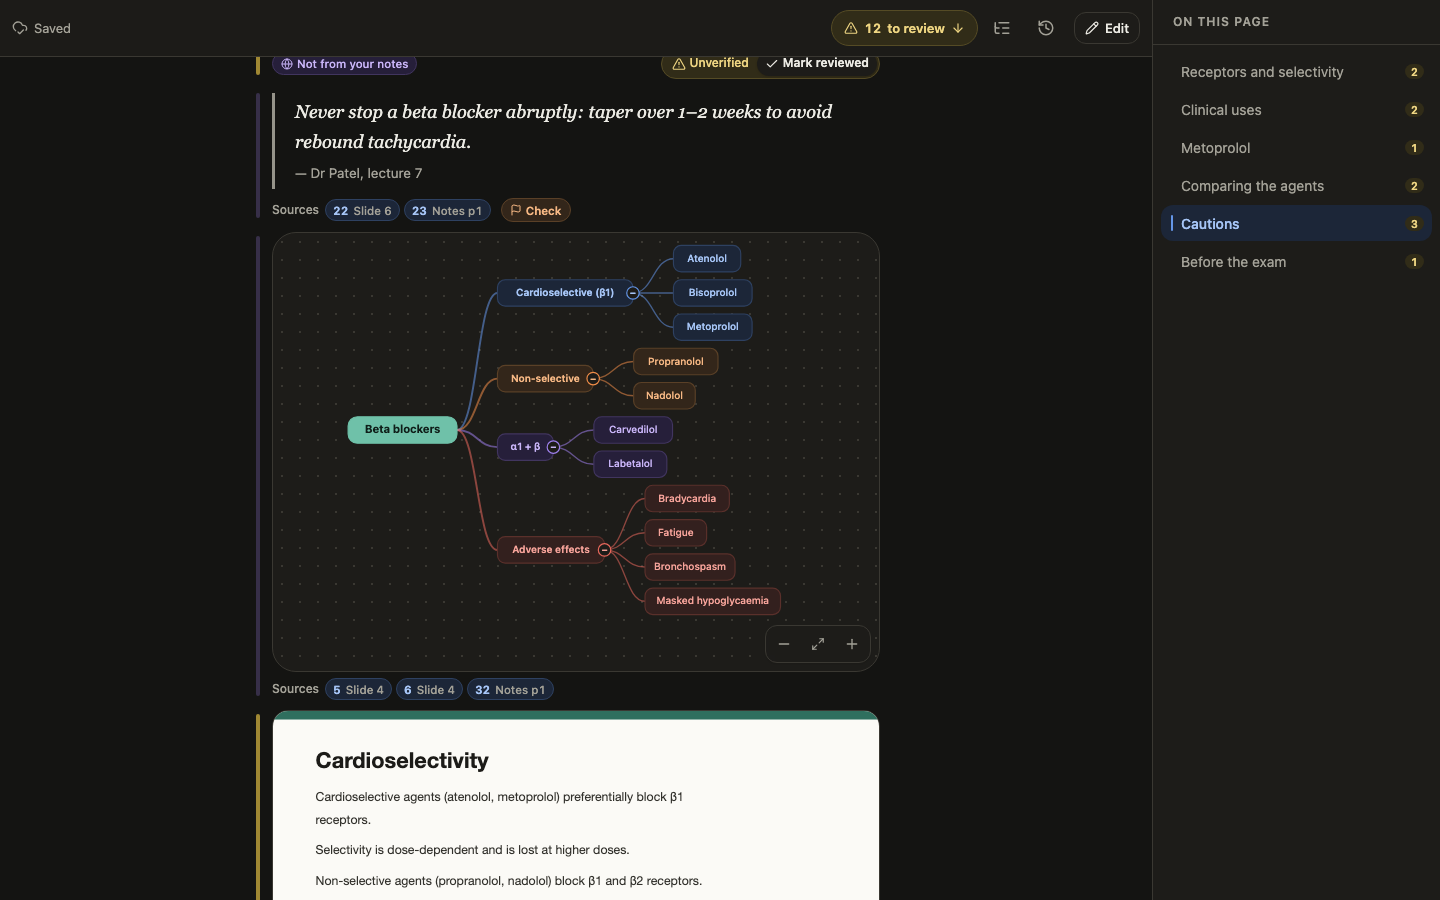 Saved
12 to review
Edit
ON THIS PAGE
Receptors and selectivity 2
Clinical uses 2
Metoprolol 1
Comparing the agents 2
Cautions 3
Before the exam 1
Not from your notes
Unverified
Mark reviewed
Never stop a beta blocker abruptly: taper over 1–2 weeks to avoid
rebound tachycardia.
— Dr Patel, lecture 7
Sources 22 Slide 6 23 Notes p1 Check
Beta blockers
Cardioselective (β1)
Atenolol
Bisoprolol
Metoprolol
Non-selective
Propranolol
Nadolol
α1 + β
Carvedilol
Labetalol
Adverse effects
Bradycardia
Fatigue
Bronchospasm
Masked hypoglycaemia
Sources 5 Slide 4 6 Slide 4 32 Notes p1
Cardioselectivity
Cardioselective agents (atenolol, metoprolol) preferentially block β1
receptors.
Selectivity is dose-dependent and is lost at higher doses.
Non-selective agents (propranolol, nadolol) block β1 and β2 receptors.